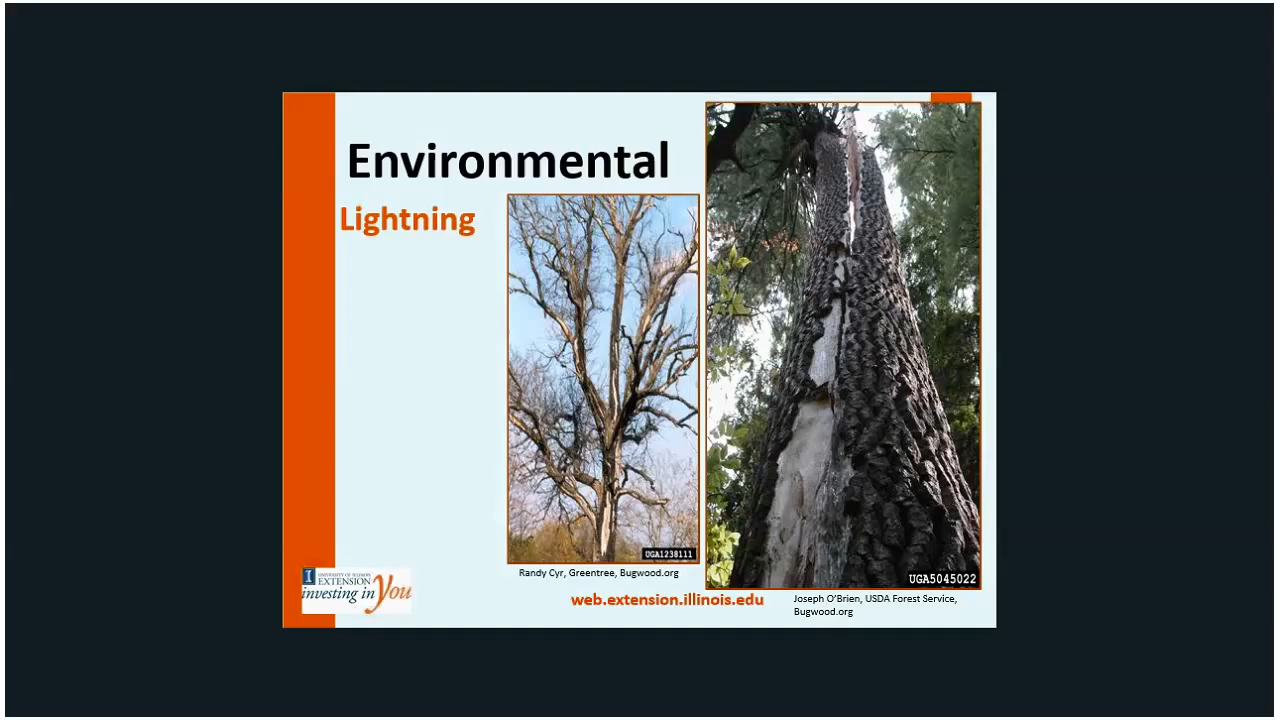 Environmental
Lightning
UGA1238111
UGA5045022
Randy Cyr, Greentree, Bugwood.org
Joseph O'Brien, USDA Forest Service,
Bugwood.org
web.extension.illinois.edu
I
UNIVERSITY OF ILLINOIS
EXTENSION
investing in You